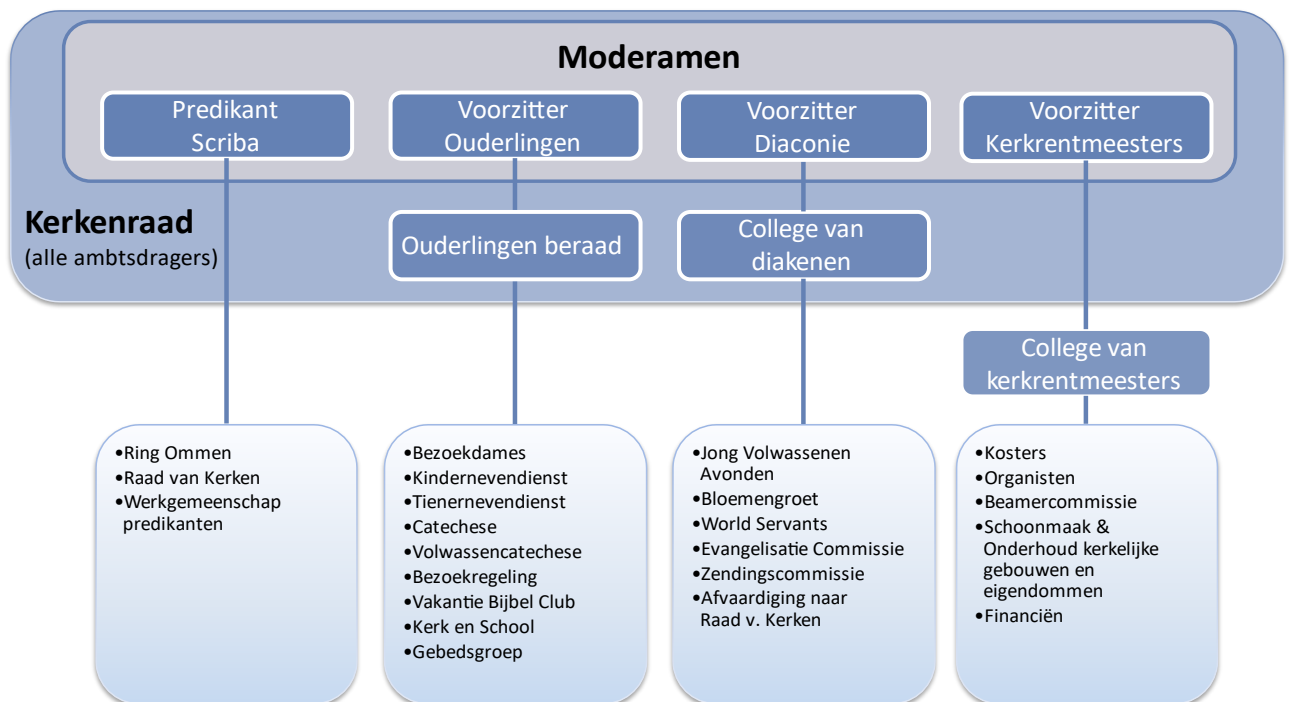 Moderamen
Predikant
Scriba
Voorzitter
Ouderlingen
Voorzitter
Diaconie
Voorzitter
Kerkrentmeesters
Kerkenraad
(alle ambtsdragers)
Ouderlingen beraad
College van
diakenen
College van
kerkrentmeesters
•Ring Ommen
•Raad van Kerken
•Werkgemeenschap
predikanten
•Bezoekdames
•Kindernevendienst
•Tienernevendienst
•Catechese
•Volwassencatechese
•Bezoekregeling
•Vakantie Bijbel Club
•Kerk en School
•Gebedsgroep
•Jong Volwassenen
Avonden
•Bloemengroet
•World Servants
•Evangelisatie Commissie
•Zendingscommissie
•Afvaardiging naar
Raad v. Kerken
•Kosters
•Organisten
•Beamercommissie
•Schoonmaak &
Onderhoud kerkelijke
gebouwen en
eigendommen
•Financiën